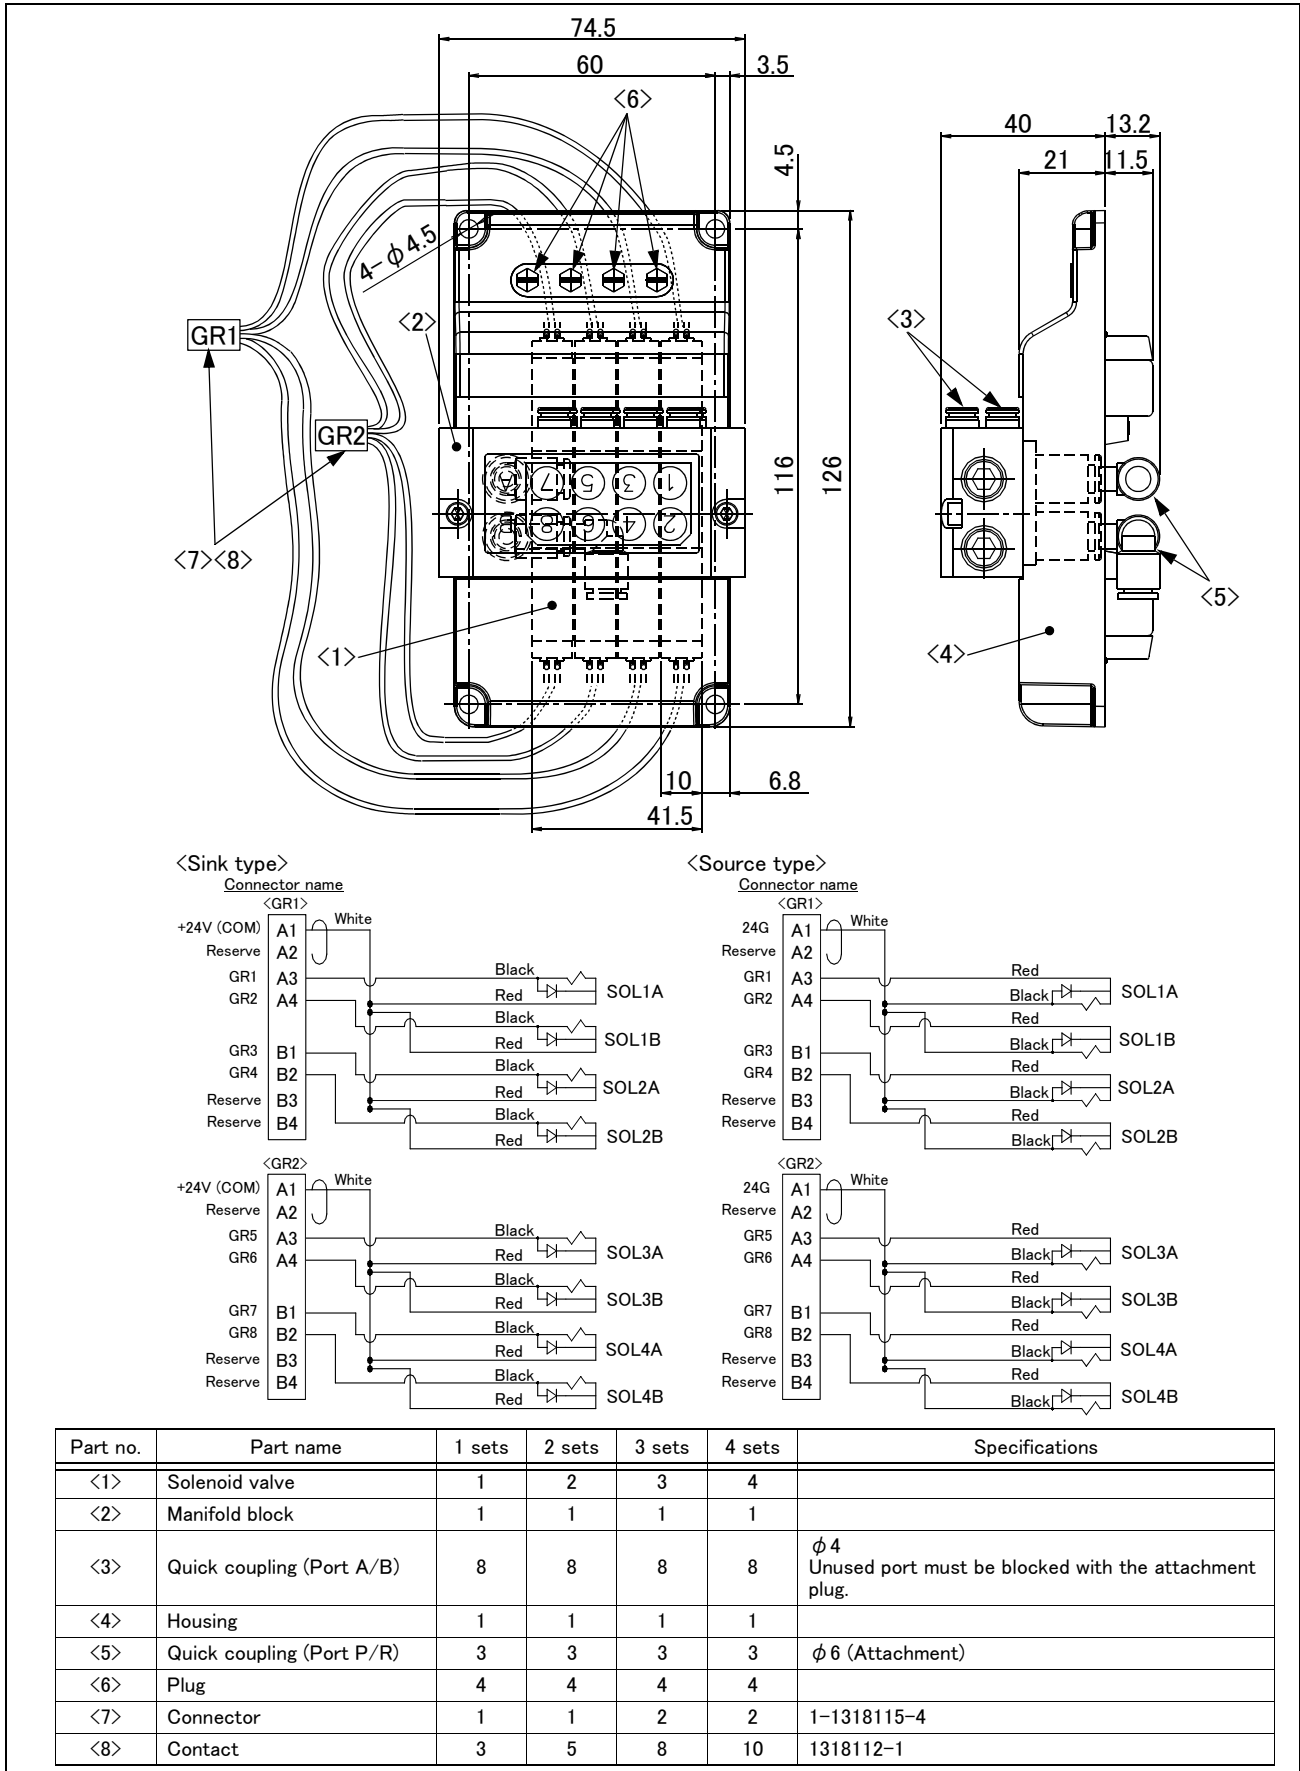 74.5
60
3.5
<6>
40
13.2
21
11.5
4.5
4-φ4.5
GR1
<2>
<3>
GR2
A
7
5
3
1
B
8
6
4
2
116
126
<7><8>
<5>
<1>
<4>
10
6.8
41.5
<Sink type>
Connector name
<GR1>
+24V (COM) A1 White
Reserve A2
GR1 A3 Black
Red SOL1A
GR2 A4
Black
Red SOL1B
GR3 B1
Black
GR4 B2
Red SOL2A
Reserve B3
Black
Reserve B4
Red SOL2B
<GR2>
+24V (COM) A1 White
Reserve A2
GR5 A3 Black
Red SOL3A
GR6 A4
Black
Red SOL3B
GR7 B1
Black
GR8 B2
Red SOL4A
Reserve B3
Black
Reserve B4
Red SOL4B
<Source type>
Connector name
<GR1>
24G A1 White
Reserve A2
GR1 A3 Red
Black SOL1A
GR2 A4
Red
Black SOL1B
GR3 B1
Red
GR4 B2
Black SOL2A
Reserve B3
Red
Reserve B4
Black SOL2B
<GR2>
24G A1 White
Reserve A2
GR5 A3 Red
Black SOL3A
GR6 A4
Red
Black SOL3B
GR7 B1
Red
GR8 B2
Black SOL4A
Reserve B3
Red
Reserve B4
Black SOL4B
Part no. Part name 1 sets 2 sets 3 sets 4 sets Specifications
<1> Solenoid valve 1 2 3 4
<2> Manifold block 1 1 1 1
<3> Quick coupling (Port A/B) 8 8 8 8 φ4
Unused port must be blocked with the attachment
plug.
<4> Housing 1 1 1 1
<5> Quick coupling (Port P/R) 3 3 3 3 φ6 (Attachment)
<6> Plug 4 4 4 4
<7> Connector 1 1 2 2 1-1318115-4
<8> Contact 3 5 8 10 1318112-1